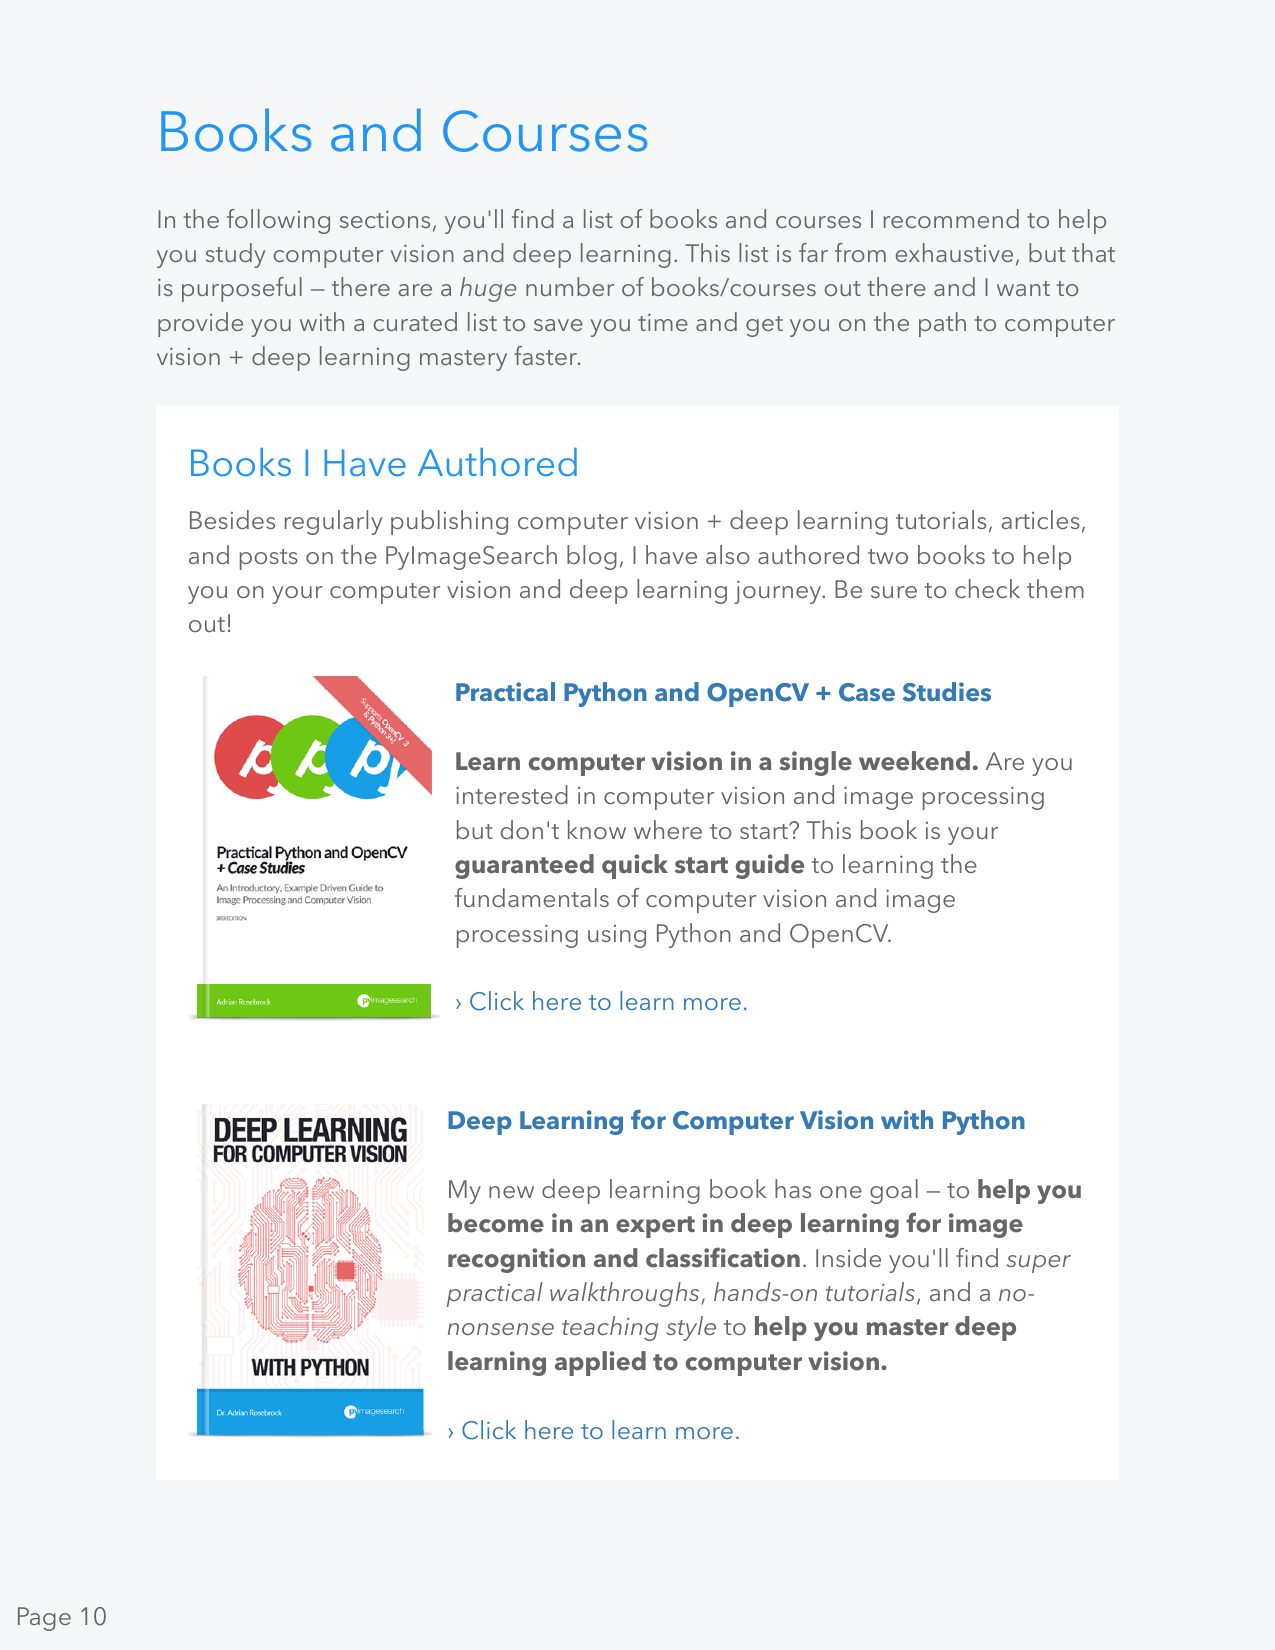 Books and Courses
In the following sections, you'll find a list of books and courses I recommend to help
you study computer vision and deep learning. This list is far from exhaustive, but that
is purposeful — there are a huge number of books/courses out there and I want to
provide you with a curated list to save you time and get you on the path to computer
vision + deep learning mastery faster.
Books I Have Authored
Besides regularly publishing computer vision + deep learning tutorials, articles,
and posts on the PyImageSearch blog, I have also authored two books to help
you on your computer vision and deep learning journey. Be sure to check them
out!
Supports OpenCV 3
& Python 3+!
py
py
py
Practical Python and OpenCV
+ Case Studies
An Introductory, Example Driven Guide to
Image Processing and Computer Vision
3RD EDITION
Adrian Rosebrock
pyimagesearch
Practical Python and OpenCV + Case Studies
Learn computer vision in a single weekend. Are you
interested in computer vision and image processing
but don't know where to start? This book is your
guaranteed quick start guide to learning the
fundamentals of computer vision and image
processing using Python and OpenCV.
› Click here to learn more.
DEEP LEARNING
FOR COMPUTER VISION
WITH PYTHON
Dr. Adrian Rosebrock
pyimagesearch
Deep Learning for Computer Vision with Python
My new deep learning book has one goal — to help you
become in an expert in deep learning for image
recognition and classification. Inside you'll find super
practical walkthroughs, hands-on tutorials, and a no-
nonsense teaching style to help you master deep
learning applied to computer vision.
› Click here to learn more.
Page 10